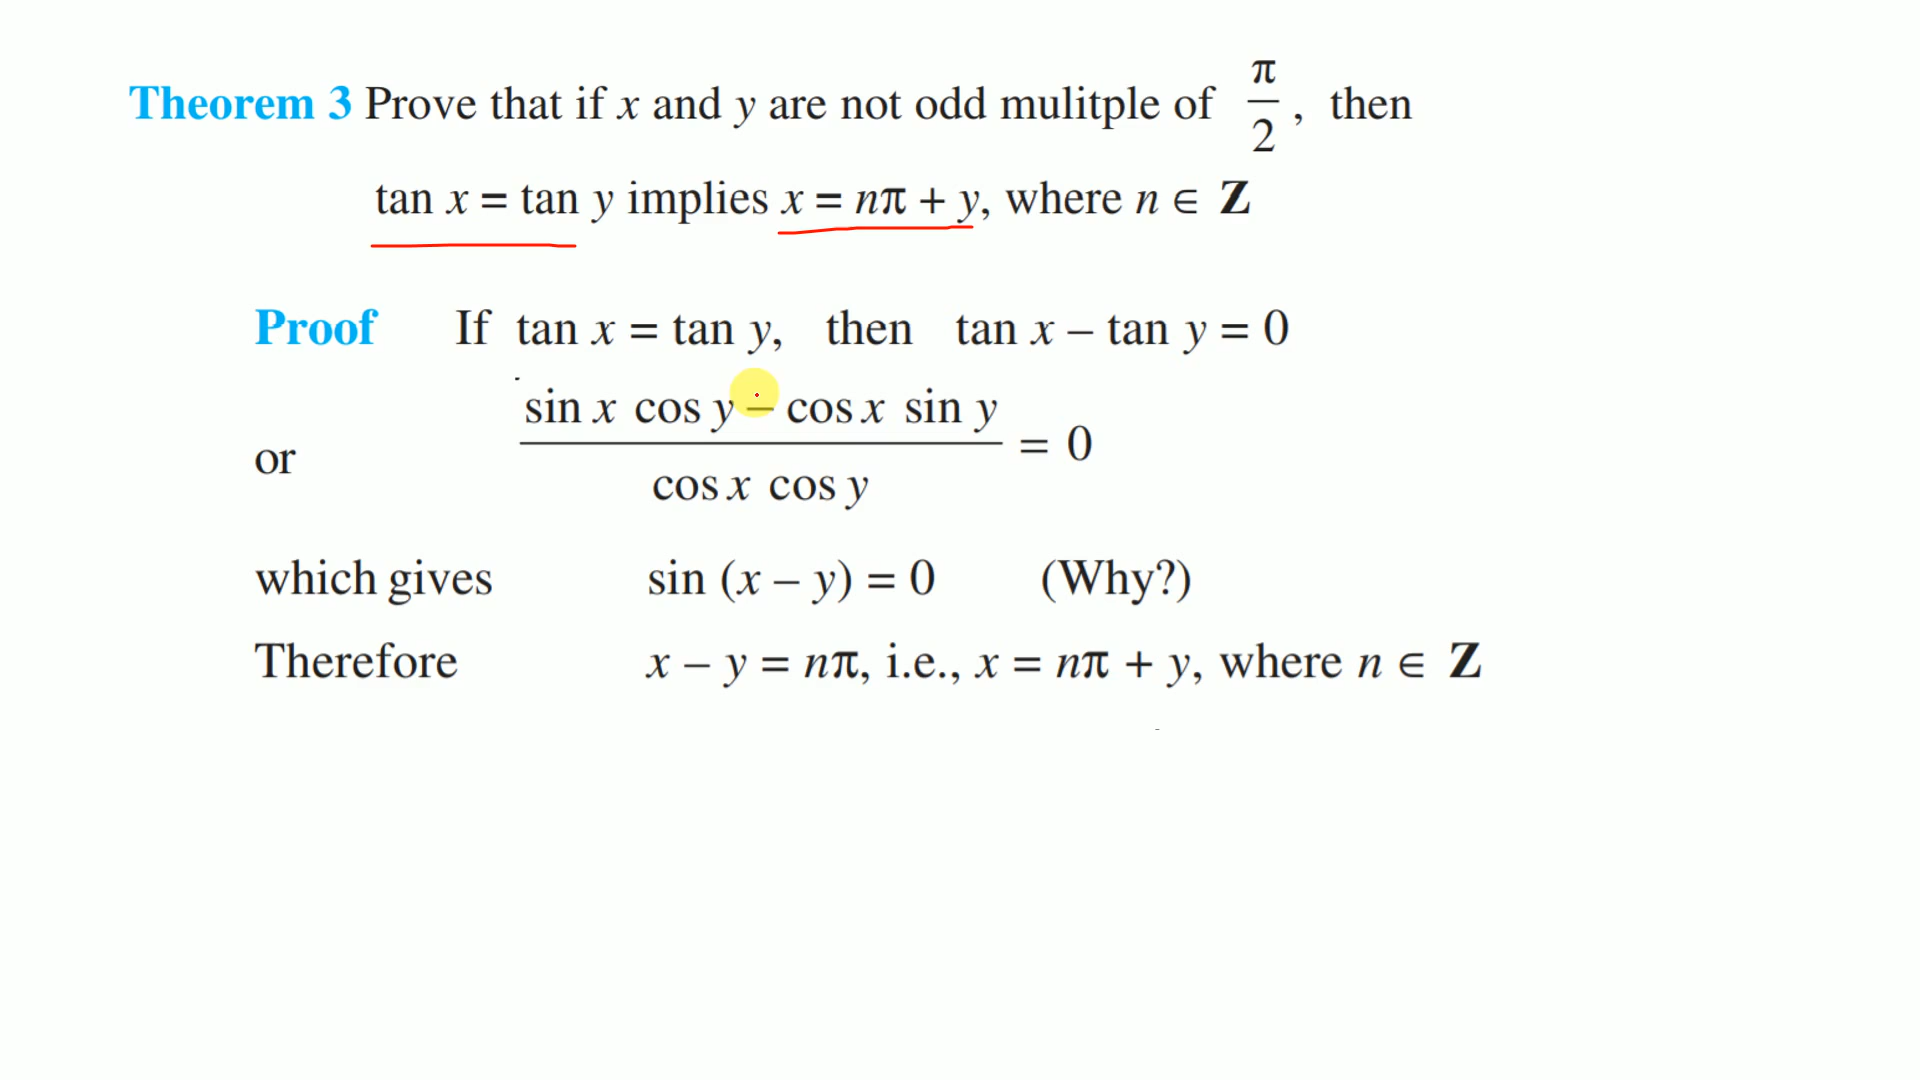 Theorem 3 Prove that if x and y are not odd mulitple of π/2, then
tan x = tan y implies x = nπ + y, where n ∈ Z
Proof If tan x = tan y, then tan x – tan y = 0
or (sin x cos y – cos x sin y)/(cos x cos y) = 0
which gives sin (x – y) = 0 (Why?)
Therefore x – y = nπ, i.e., x = nπ + y, where n ∈ Z